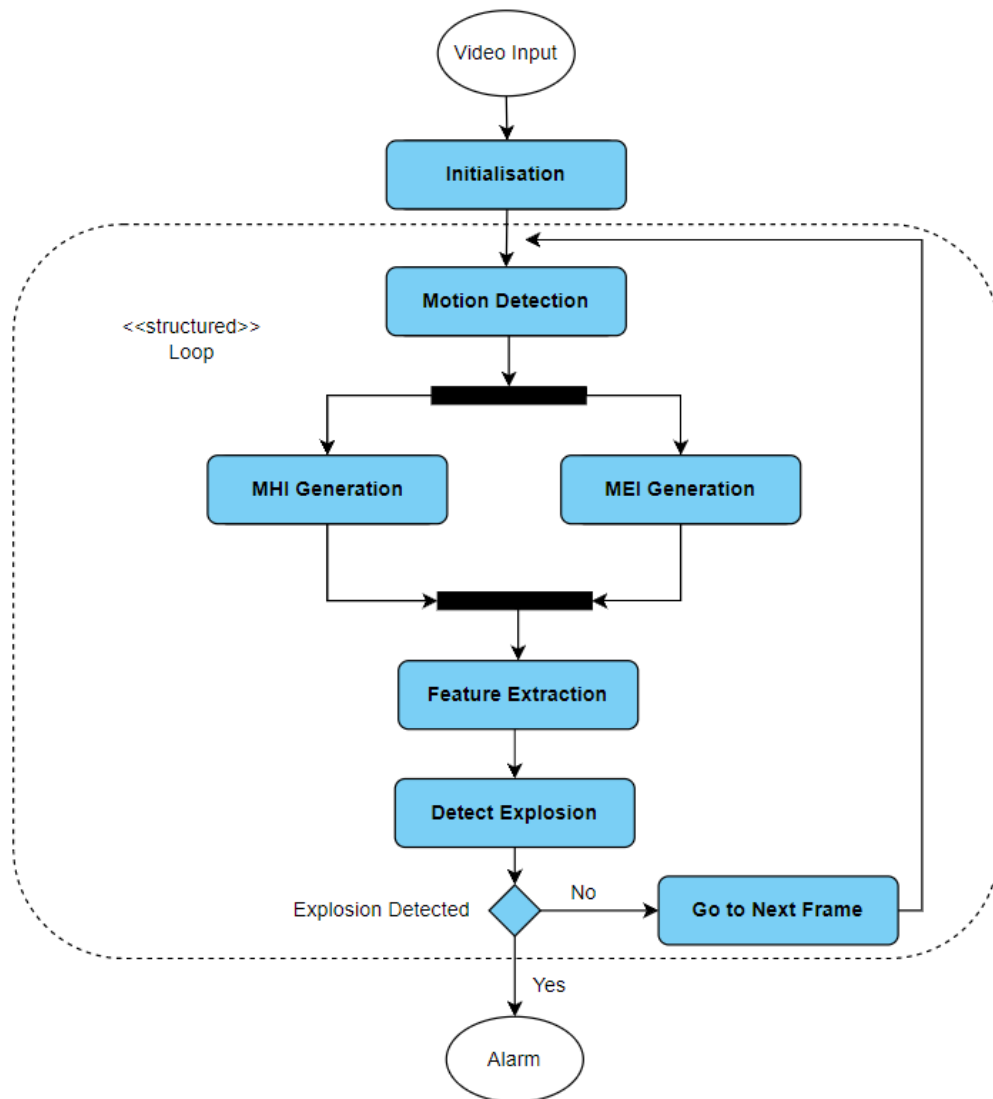 Video Input
Initialisation
Motion Detection
<<structured>>
Loop
MHI Generation
MEI Generation
Feature Extraction
Detect Explosion
Explosion Detected
No
Go to Next Frame
Yes
Alarm